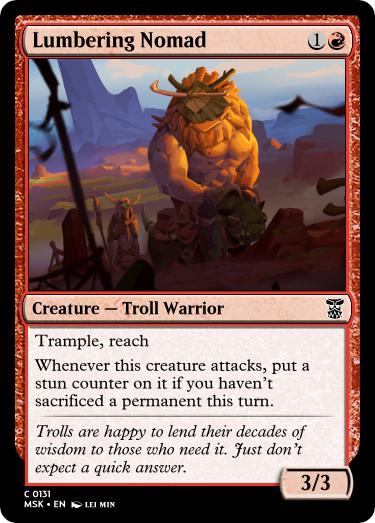 Lumbering Nomad 1
Creature — Troll Warrior
Trample, reach
Whenever this creature attacks, put a
stun counter on it if you haven't
sacrificed a permanent this turn.
Trolls are happy to lend their decades of
wisdom to those who need it. Just don't
expect a quick answer.
3/3
C 0131
MSK • EN LEI MIN